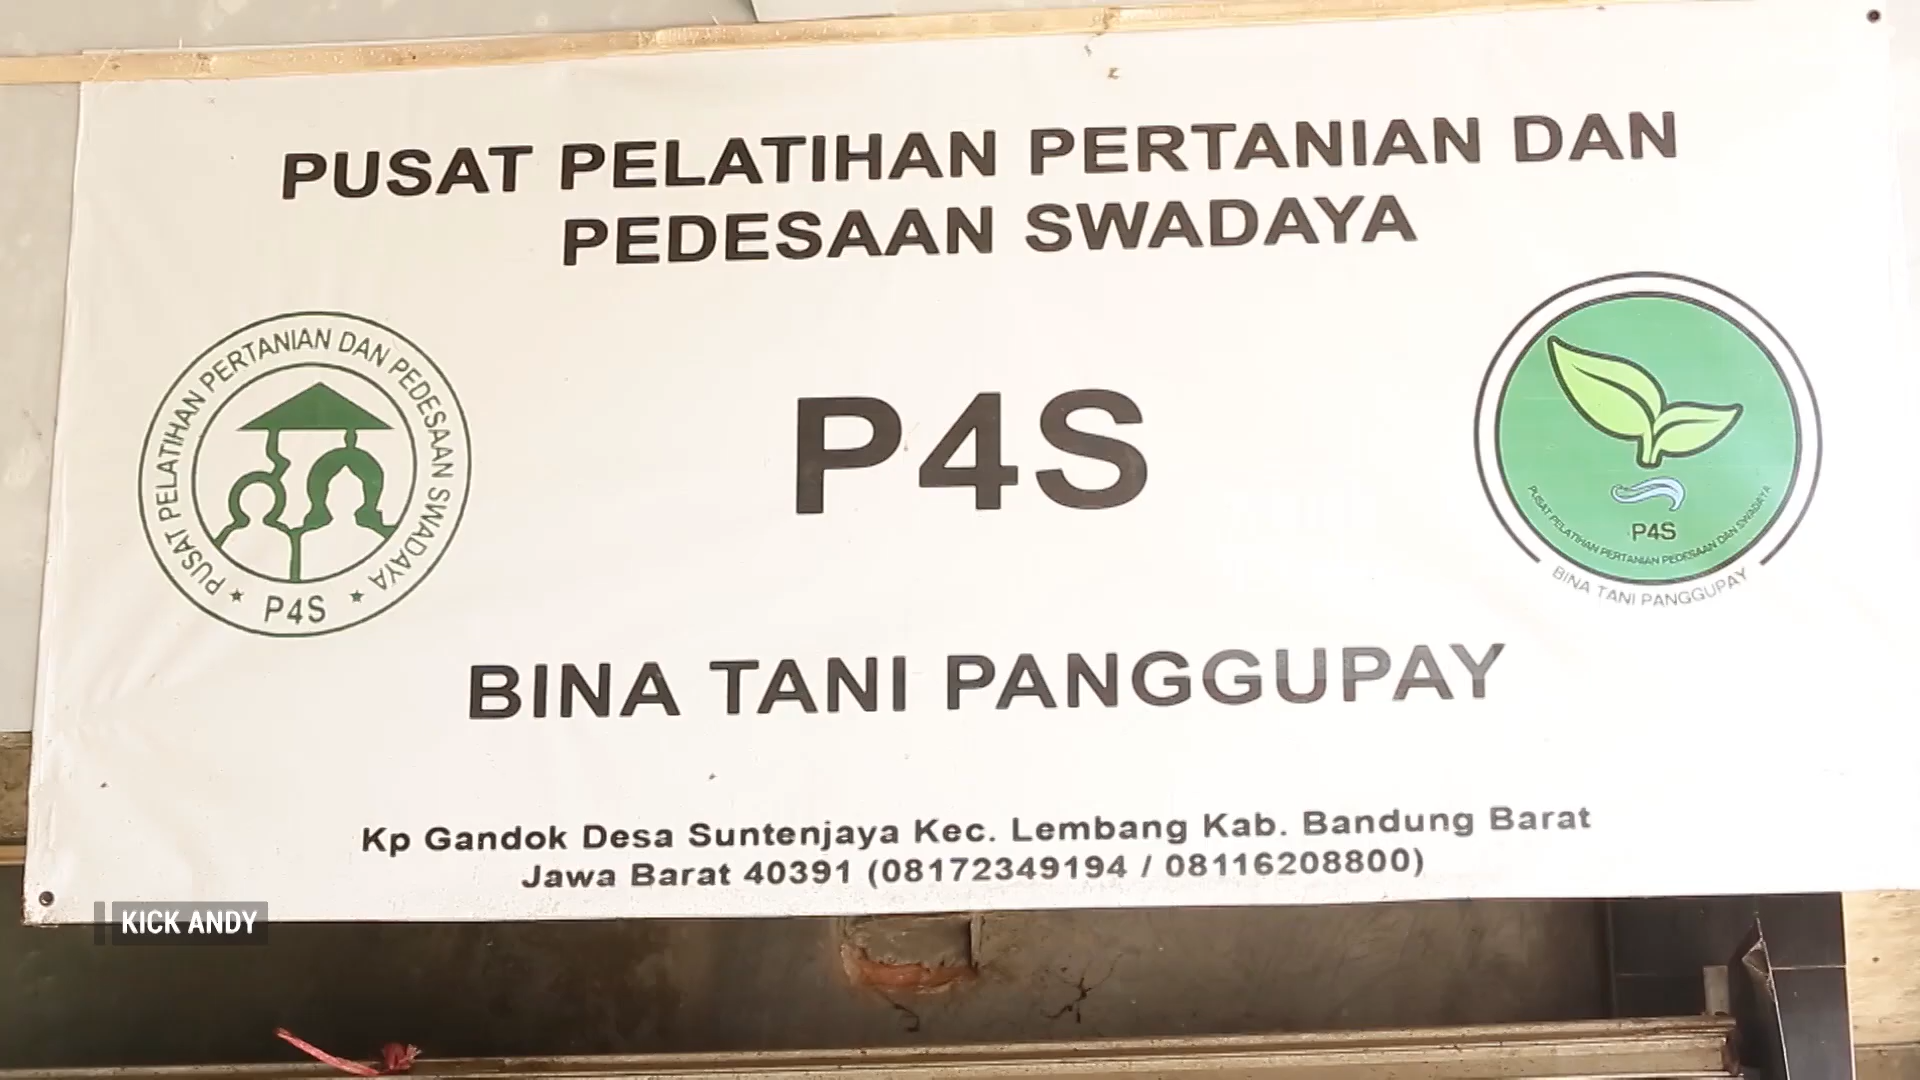 PUSAT PELATIHAN PERTANIAN DAN
PEDESAAN SWADAYA
PUSAT PELATIHAN PERTANIAN DAN PEDESAAN SWADAYA
P4S
P4S
P4S
PUSAT PELATIHAN PERTANIAN PEDESAAN DAN SWADAYA
BINA TANI PANGGUPAY
BINA TANI PANGGUPAY
Kp Gandok Desa Suntenjaya Kec. Lembang Kab. Bandung Barat
Jawa Barat 40391 (08172349194 / 08116208800)
KICK ANDY